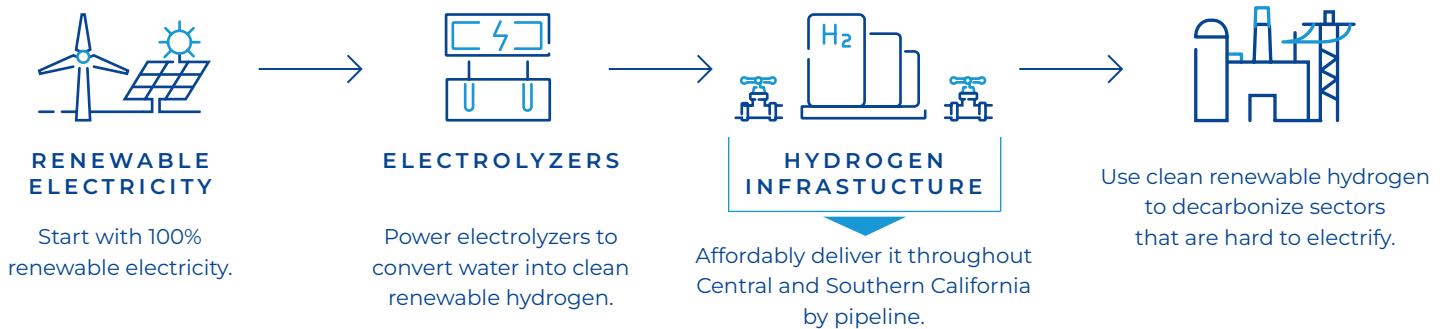 RENEWABLE
ELECTRICITY
Start with 100%
renewable electricity.
ELECTROLYZERS
Power electrolyzers to
convert water into clean
renewable hydrogen.
H₂
HYDROGEN
INFRASTUCTURE
Affordably deliver it throughout
Central and Southern California
by pipeline.
Use clean renewable hydrogen
to decarbonize sectors
that are hard to electrify.